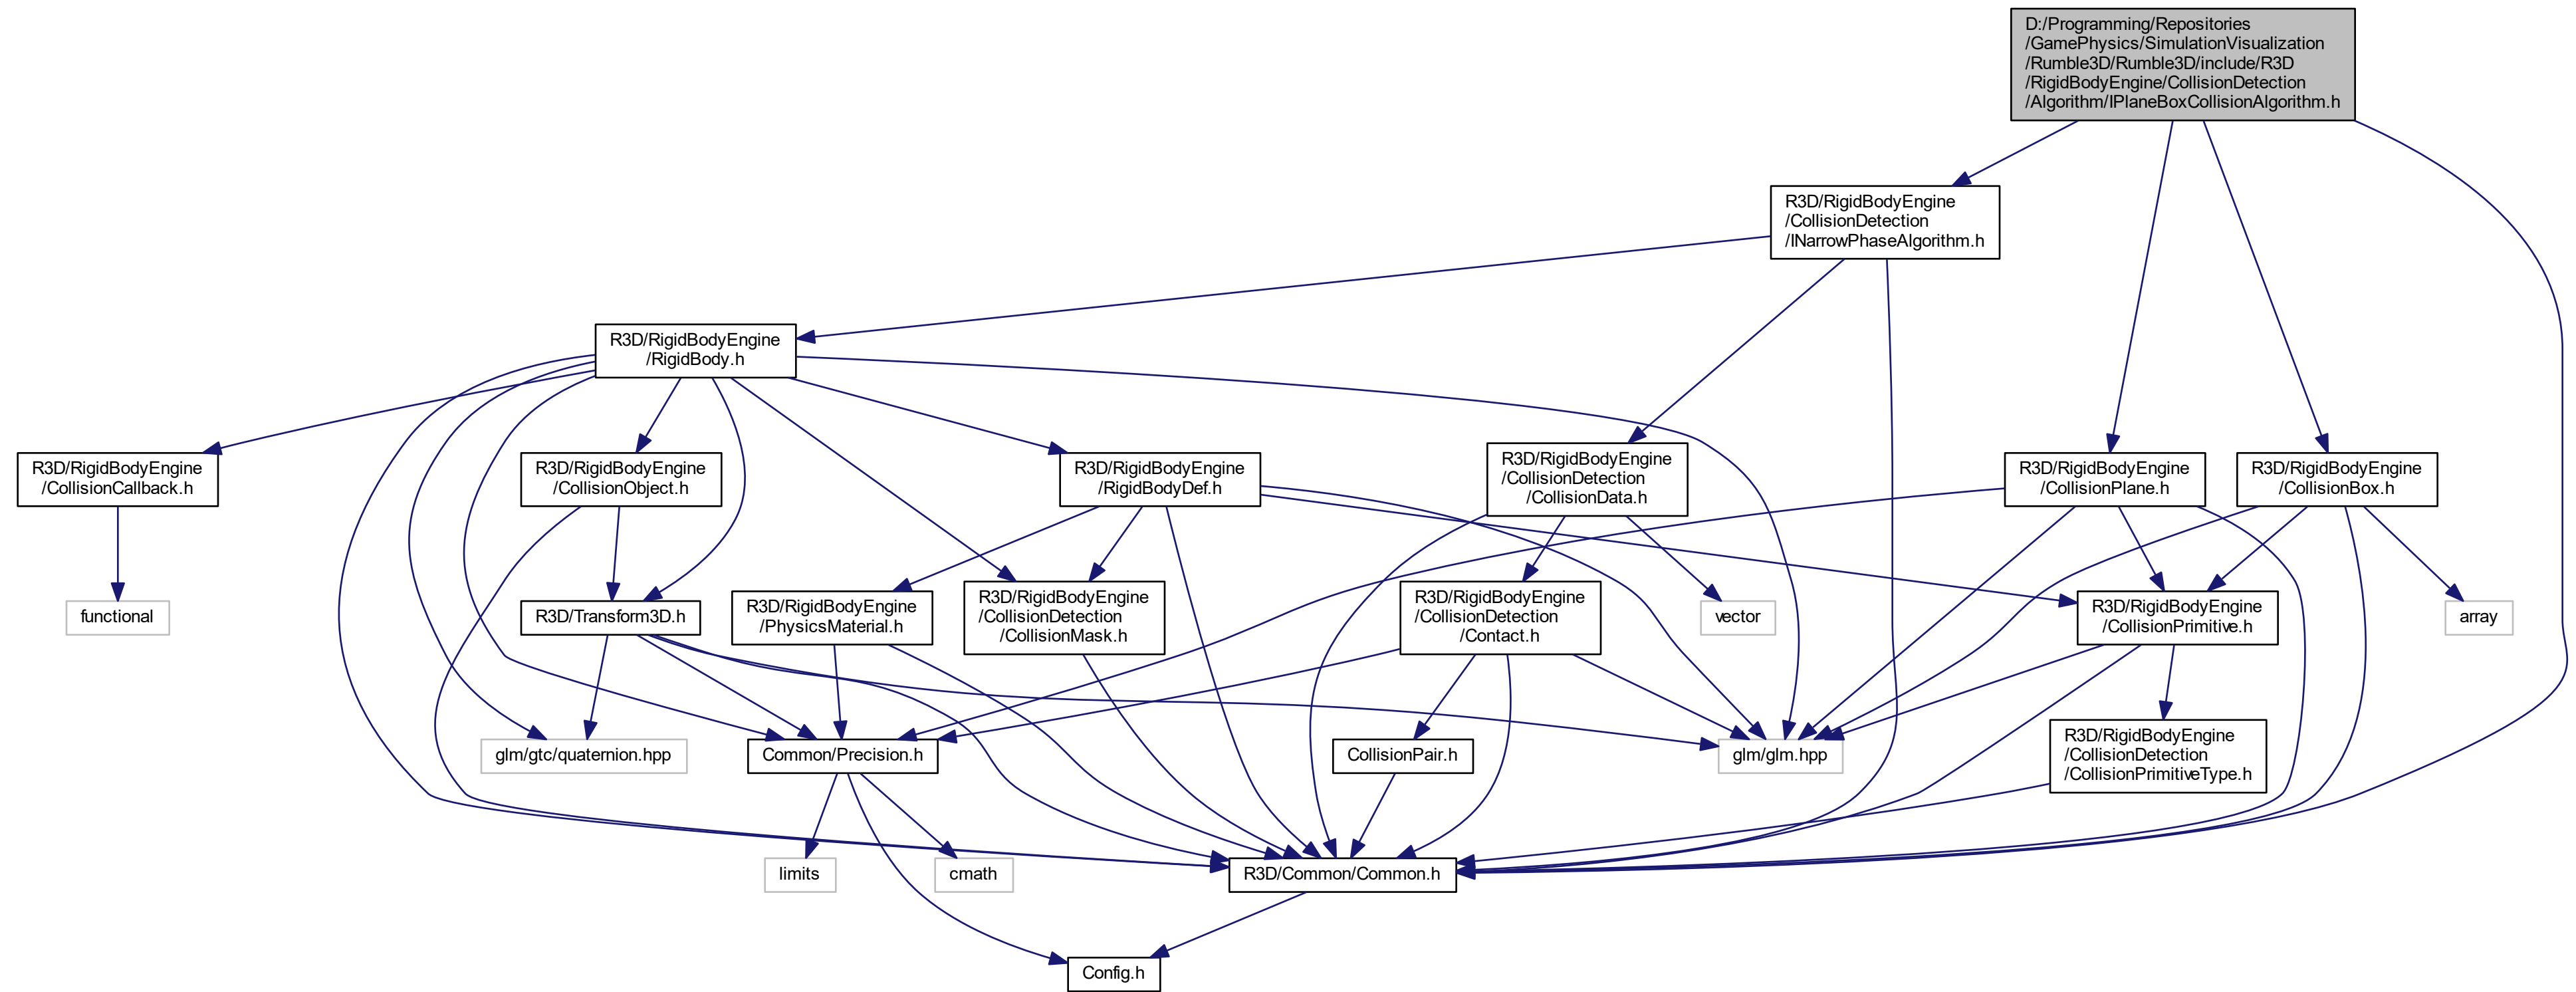 D:/Programming/Repositories
/GamePhysics/SimulationVisualization
/Rumble3D/Rumble3D/include/R3D
/RigidBodyEngine/CollisionDetection
/Algorithm/IPlaneBoxCollisionAlgorithm.h
R3D/RigidBodyEngine
/CollisionDetection
/INarrowPhaseAlgorithm.h
R3D/RigidBodyEngine
/RigidBody.h
R3D/RigidBodyEngine
/CollisionCallback.h
R3D/RigidBodyEngine
/CollisionObject.h
R3D/RigidBodyEngine
/RigidBodyDef.h
R3D/RigidBodyEngine
/CollisionDetection
/CollisionData.h
R3D/RigidBodyEngine
/CollisionPlane.h
R3D/RigidBodyEngine
/CollisionBox.h
functional
R3D/Transform3D.h
R3D/RigidBodyEngine
/PhysicsMaterial.h
R3D/RigidBodyEngine
/CollisionDetection
/CollisionMask.h
R3D/RigidBodyEngine
/CollisionDetection
/Contact.h
vector
R3D/RigidBodyEngine
/CollisionPrimitive.h
array
glm/gtc/quaternion.hpp
Common/Precision.h
CollisionPair.h
glm/glm.hpp
R3D/RigidBodyEngine
/CollisionDetection
/CollisionPrimitiveType.h
limits
cmath
R3D/Common/Common.h
Config.h